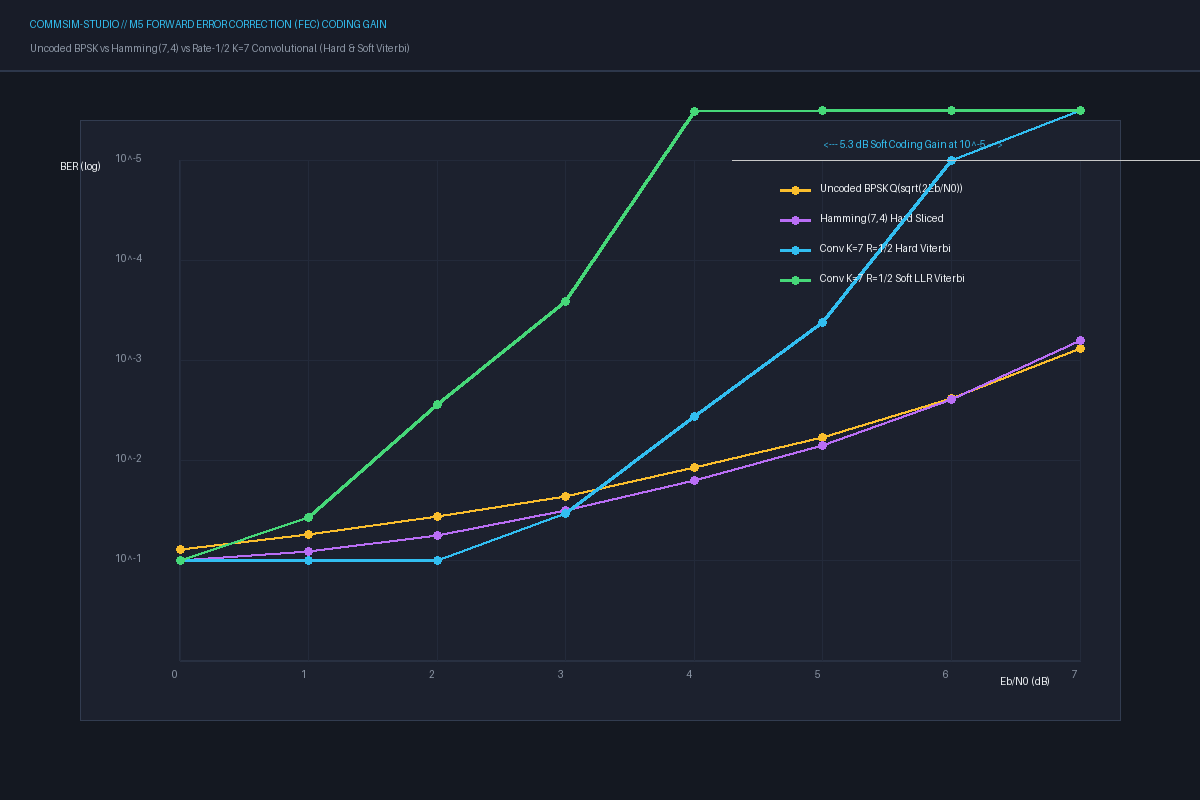 COMMSIM-STUDIO // M5 FORWARD ERROR CORRECTION (FEC) CODING GAIN
Uncoded BPSK vs Hamming(7,4) vs Rate-1/2 K=7 Convolutional (Hard & Soft Viterbi)
<--- 5.3 dB Soft Coding Gain at 10^-5 --->
BER (log)
10^-5
Uncoded BPSK Q(sqrt(2Eb/N0))
Hamming(7,4) Hard Sliced
Conv K=7 R=1/2 Hard Viterbi
10^-4
Conv K=7 R=1/2 Soft LLR Viterbi
10^-3
10^-2
10^-1
0 1 2 3 4 5 6 7
Eb/N0 (dB)